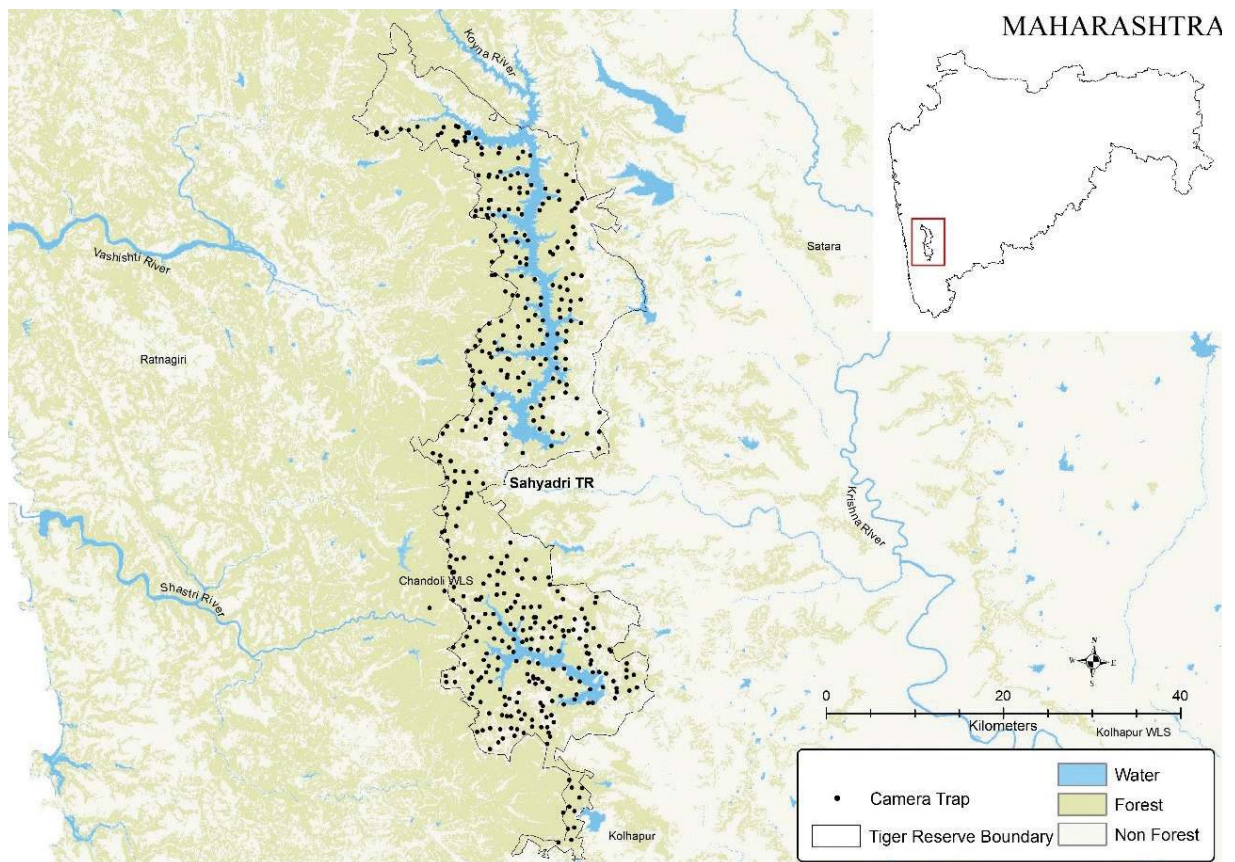 MAHARASHTRA
Koyna River
Satara
Vashishti River
Ratnagiri
Sahyadri TR
Krishna River
Chandoli WLS
Shastri River
N
W E
S
0 20 40
Kilometers
Kolhapur WLS
Kolhapur
Camera Trap
Tiger Reserve Boundary
Water
Forest
Non Forest